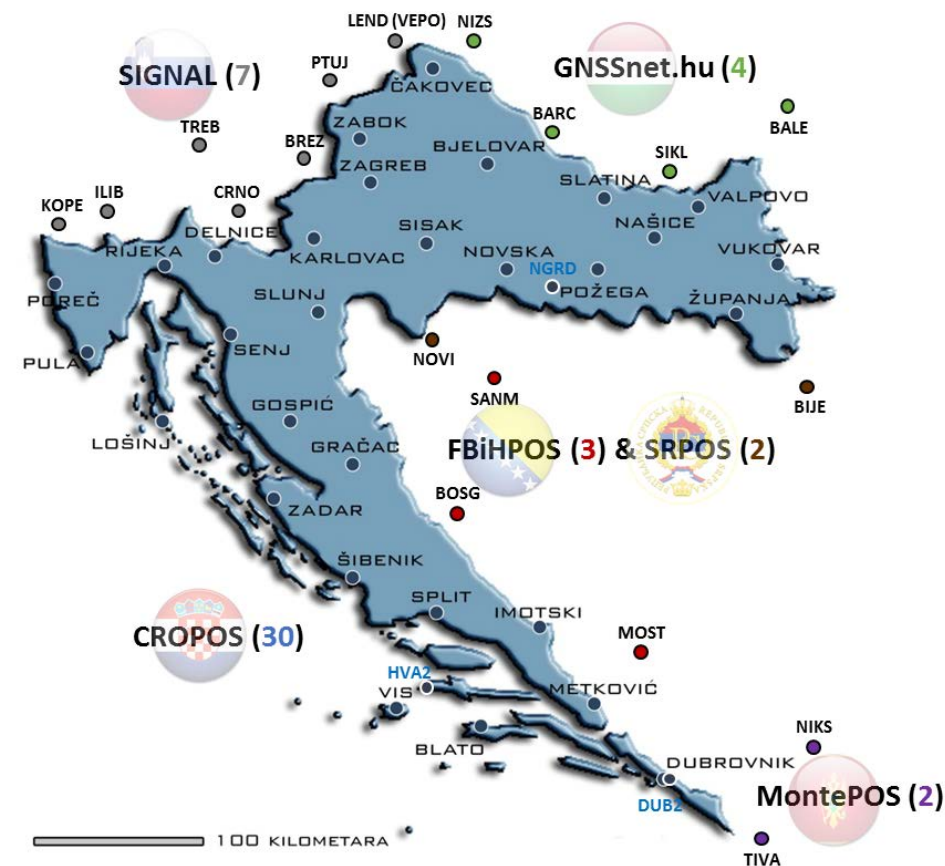 LEND (VEPO)
NIZS
PTUJ
SIGNAL (7)
GNSSnet.hu (4)
ČAKOVEC
BALE
BARC
TREB
ZABOK
BREZ
BJELOVAR
ZAGREB
SIKL
SLATINA
VALPOVO
ILIB
CRNO
KOPE
NAŠICE
SISAK
DELNICE
RIJEKA
KARLOVAC
NOVSKA
VUKOVAR
NGRD
POŽEGA
SLUNJ
ŽUPANJA
POREČ
SENJ
NOVI
PULA
SANM
BIJE
GOSPIĆ
LOŠINJ
GRAČAC
FBiHPOS (3) & SRPOS (2)
BOSG
ZADAR
ŠIBENIK
SPLIT
IMOTSKI
CROPOS (30)
MOST
HVA2
VIS
METKOVIĆ
NIKS
BLATO
DUBROVNIK
MontePOS (2)
DUB2
100 KILOMETARA
TIVA